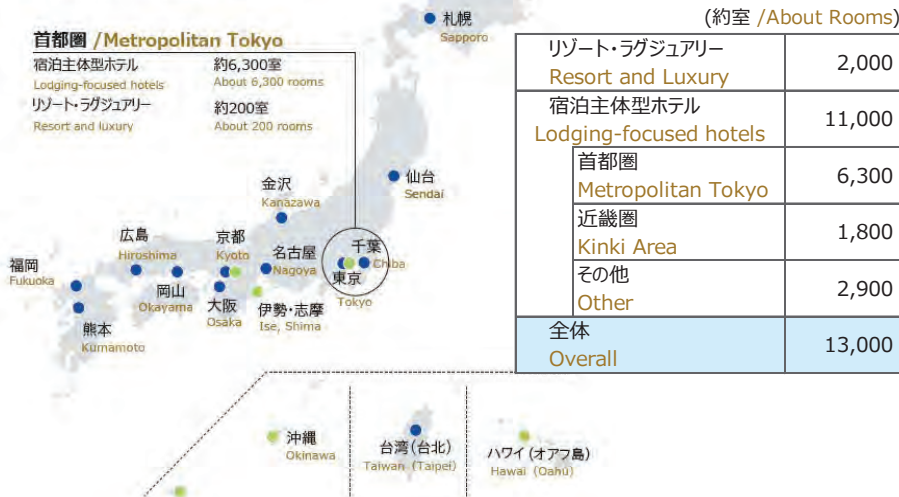 首都圏 /Metropolitan Tokyo
宿泊主体型ホテル 約6,300室
Lodging-focused hotels About 6,300 rooms
リゾート・ラグジュアリー 約200室
Resort and luxury About 200 rooms
札幌
Sapporo
仙台
Sendai
金沢
Kanazawa
広島
Hiroshima
京都
Kyoto
名古屋
Nagoya
千葉
Chiba
東京
Tokyo
福岡
Fukuoka
岡山
Okayama
大阪
Osaka
伊勢・志摩
Ise, Shima
熊本
Kumamoto
沖縄
Okinawa
台湾(台北)
Taiwan (Taipei)
ハワイ (オアフ島)
Hawai (Oahu)
(約室 /About Rooms)
リゾート・ラグジュアリー
Resort and Luxury 2,000
宿泊主体型ホテル
Lodging-focused hotels 11,000
首都圏
Metropolitan Tokyo 6,300
近畿圏
Kinki Area 1,800
その他
Other 2,900
全体
Overall 13,000